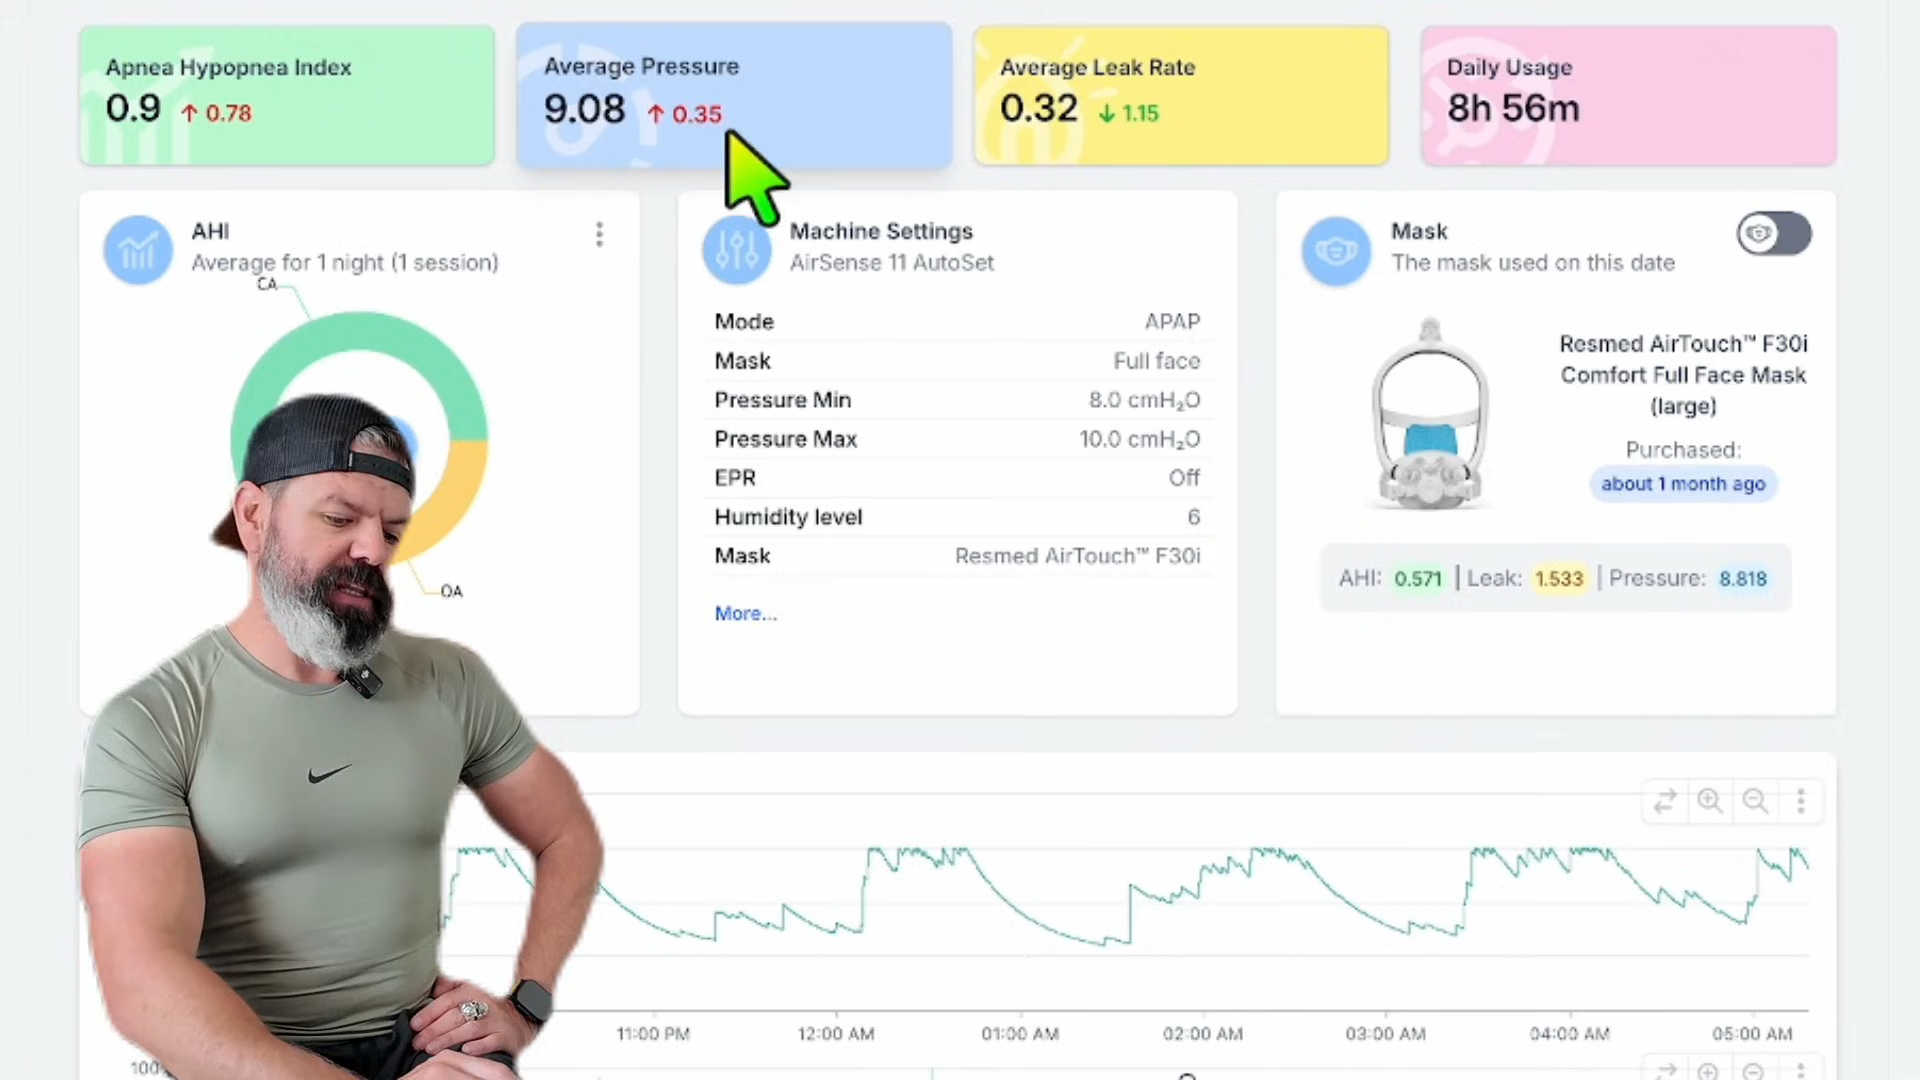 Apnea Hypopnea Index
0.9 ↑ 0.78
Average Pressure
9.08 ↑ 0.35
Average Leak Rate
0.32 ↓ 1.15
Daily Usage
8h 56m
AHI
Average for 1 night (1 session)
CA
OA
Machine Settings
AirSense 11 AutoSet
Mode APAP
Mask Full face
Pressure Min 8.0 cmH₂O
Pressure Max 10.0 cmH₂O
EPR Off
Humidity level 6
Mask Resmed AirTouch™ F30i
More...
Mask
The mask used on this date
Resmed AirTouch™ F30i
Comfort Full Face Mask
(large)
Purchased:
about 1 month ago
AHI: 0.571 | Leak: 1.533 | Pressure: 8.818
11:00 PM 12:00 AM 01:00 AM 02:00 AM 03:00 AM 04:00 AM 05:00 AM
100